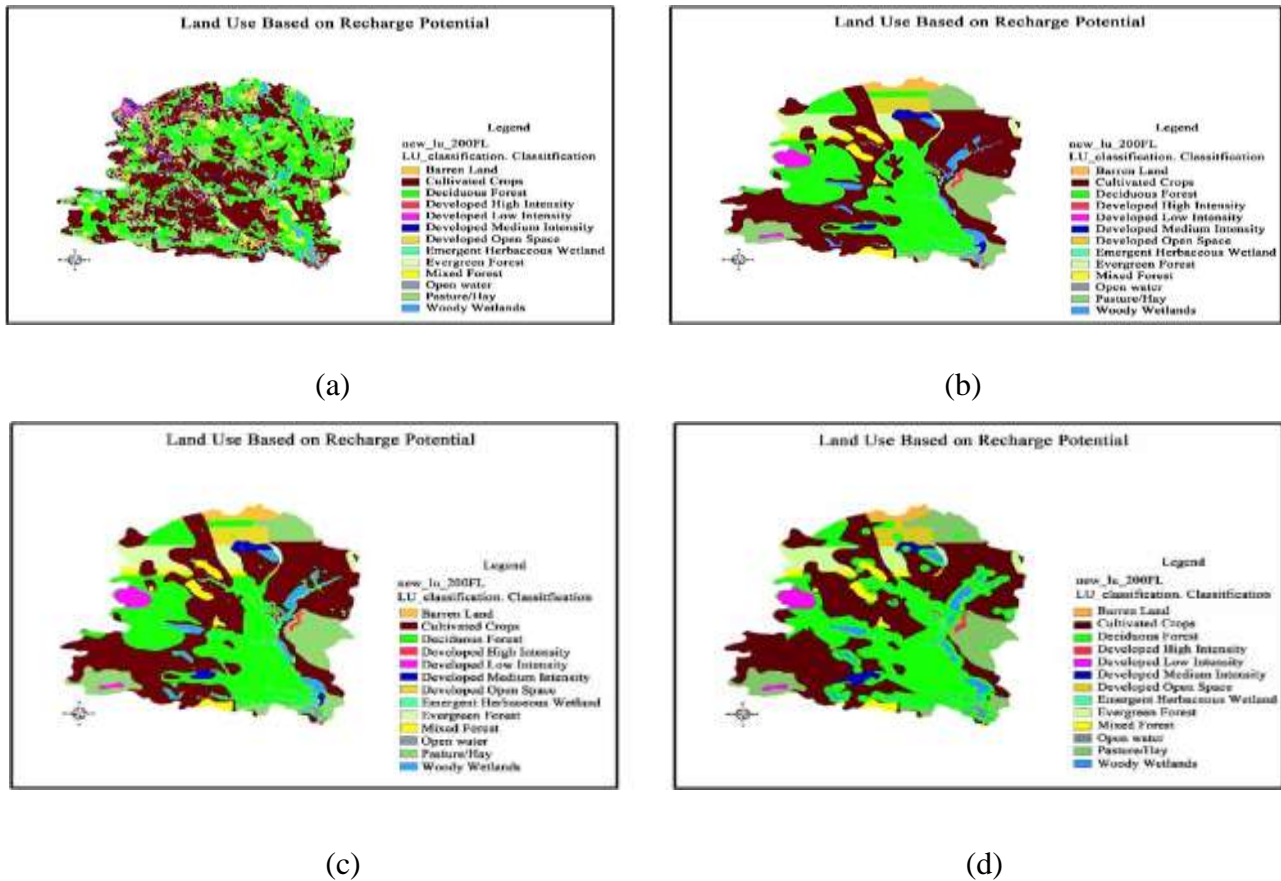 Land Use Based on Recharge Potential
Legend
new_lu_200FL
LU_classification. Classitfication
Barren Land
Cultivated Crops
Deciduous Forest
Developed High Intensity
Developed Low Intensity
Developed Medium Intensity
Developed Open Space
Emergent Herbaceous Wetland
Evergreen Forest
Mixed Forest
Open water
Pasture/Hay
Woody Wetlands
(a)
Land Use Based on Recharge Potential
Legend
new_lu_200FL
LU_classification. Classitfication
Barren Land
Cultivated Crops
Deciduous Forest
Developed High Intensity
Developed Low Intensity
Developed Medium Intensity
Developed Open Space
Emergent Herbaceous Wetland
Evergreen Forest
Mixed Forest
Open water
Pasture/Hay
Woody Wetlands
(b)
Land Use Based on Recharge Potential
Legend
new_lu_200FL
LU_classification. Classitfication
Barren Land
Cultivated Crops
Deciduous Forest
Developed High Intensity
Developed Low Intensity
Developed Medium Intensity
Developed Open Space
Emergent Herbaceous Wetland
Evergreen Forest
Mixed Forest
Open water
Pasture/Hay
Woody Wetlands
(c)
Land Use Based on Recharge Potential
Legend
new_lu_200FL
LU_classification. Classitfication
Barren Land
Cultivated Crops
Deciduous Forest
Developed High Intensity
Developed Low Intensity
Developed Medium Intensity
Developed Open Space
Emergent Herbaceous Wetland
Evergreen Forest
Mixed Forest
Open water
Pasture/Hay
Woody Wetlands
(d)